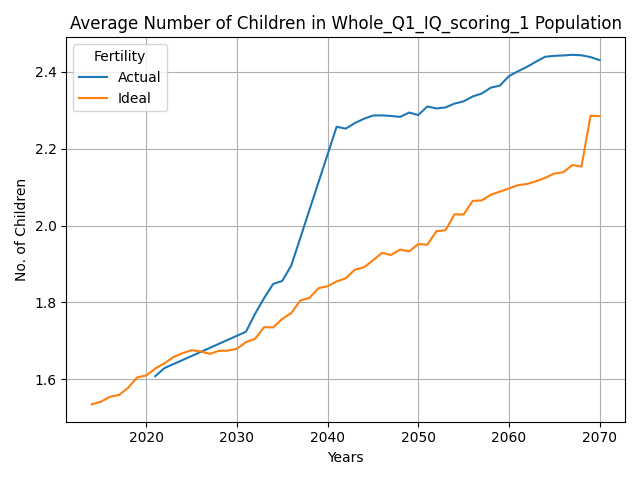 Average Number of Children in Whole_Q1_IQ_scoring_1 Population
Fertility
Actual
Ideal
No. of Children
2.4
2.2
2.0
1.8
1.6
2020 2030 2040 2050 2060 2070
Years